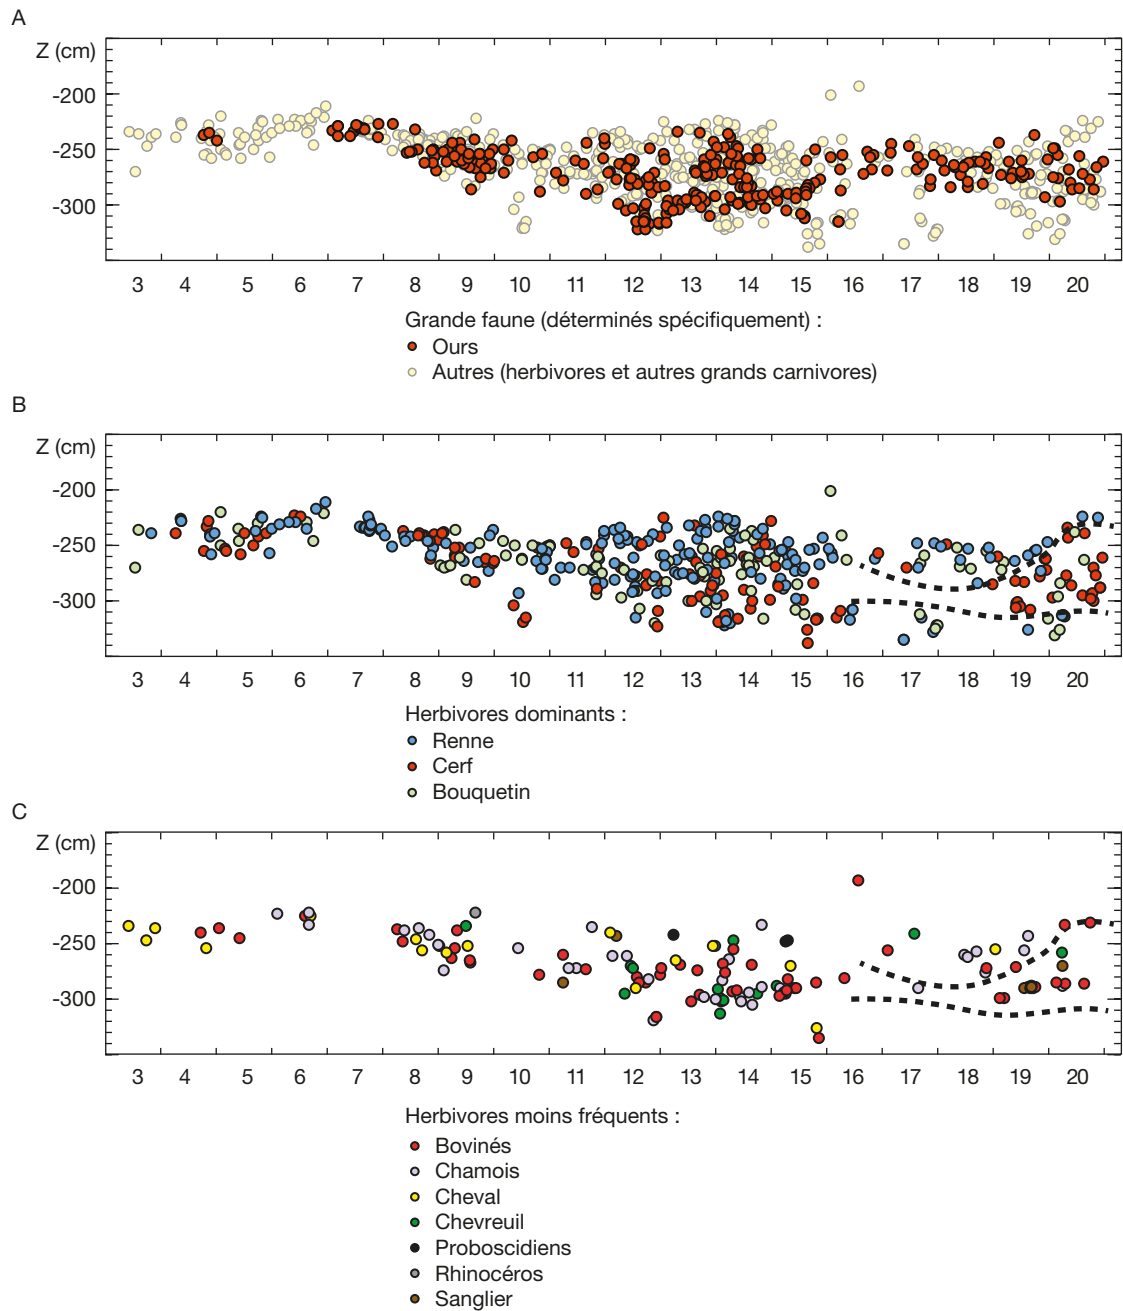 A
Z (cm)
-200
-250
-300
3 4 5 6 7 8 9 10 11 12 13 14 15 16 17 18 19 20
Grande faune (déterminés spécifiquement) :
Ours
Autres (herbivores et autres grands carnivores)
B
Z (cm)
-200
-250
-300
3 4 5 6 7 8 9 10 11 12 13 14 15 16 17 18 19 20
Herbivores dominants :
Renne
Cerf
Bouquetin
C
Z (cm)
-200
-250
-300
3 4 5 6 7 8 9 10 11 12 13 14 15 16 17 18 19 20
Herbivores moins fréquents :
Bovinés
Chamois
Cheval
Chevreuil
Proboscidiens
Rhinocéros
Sanglier